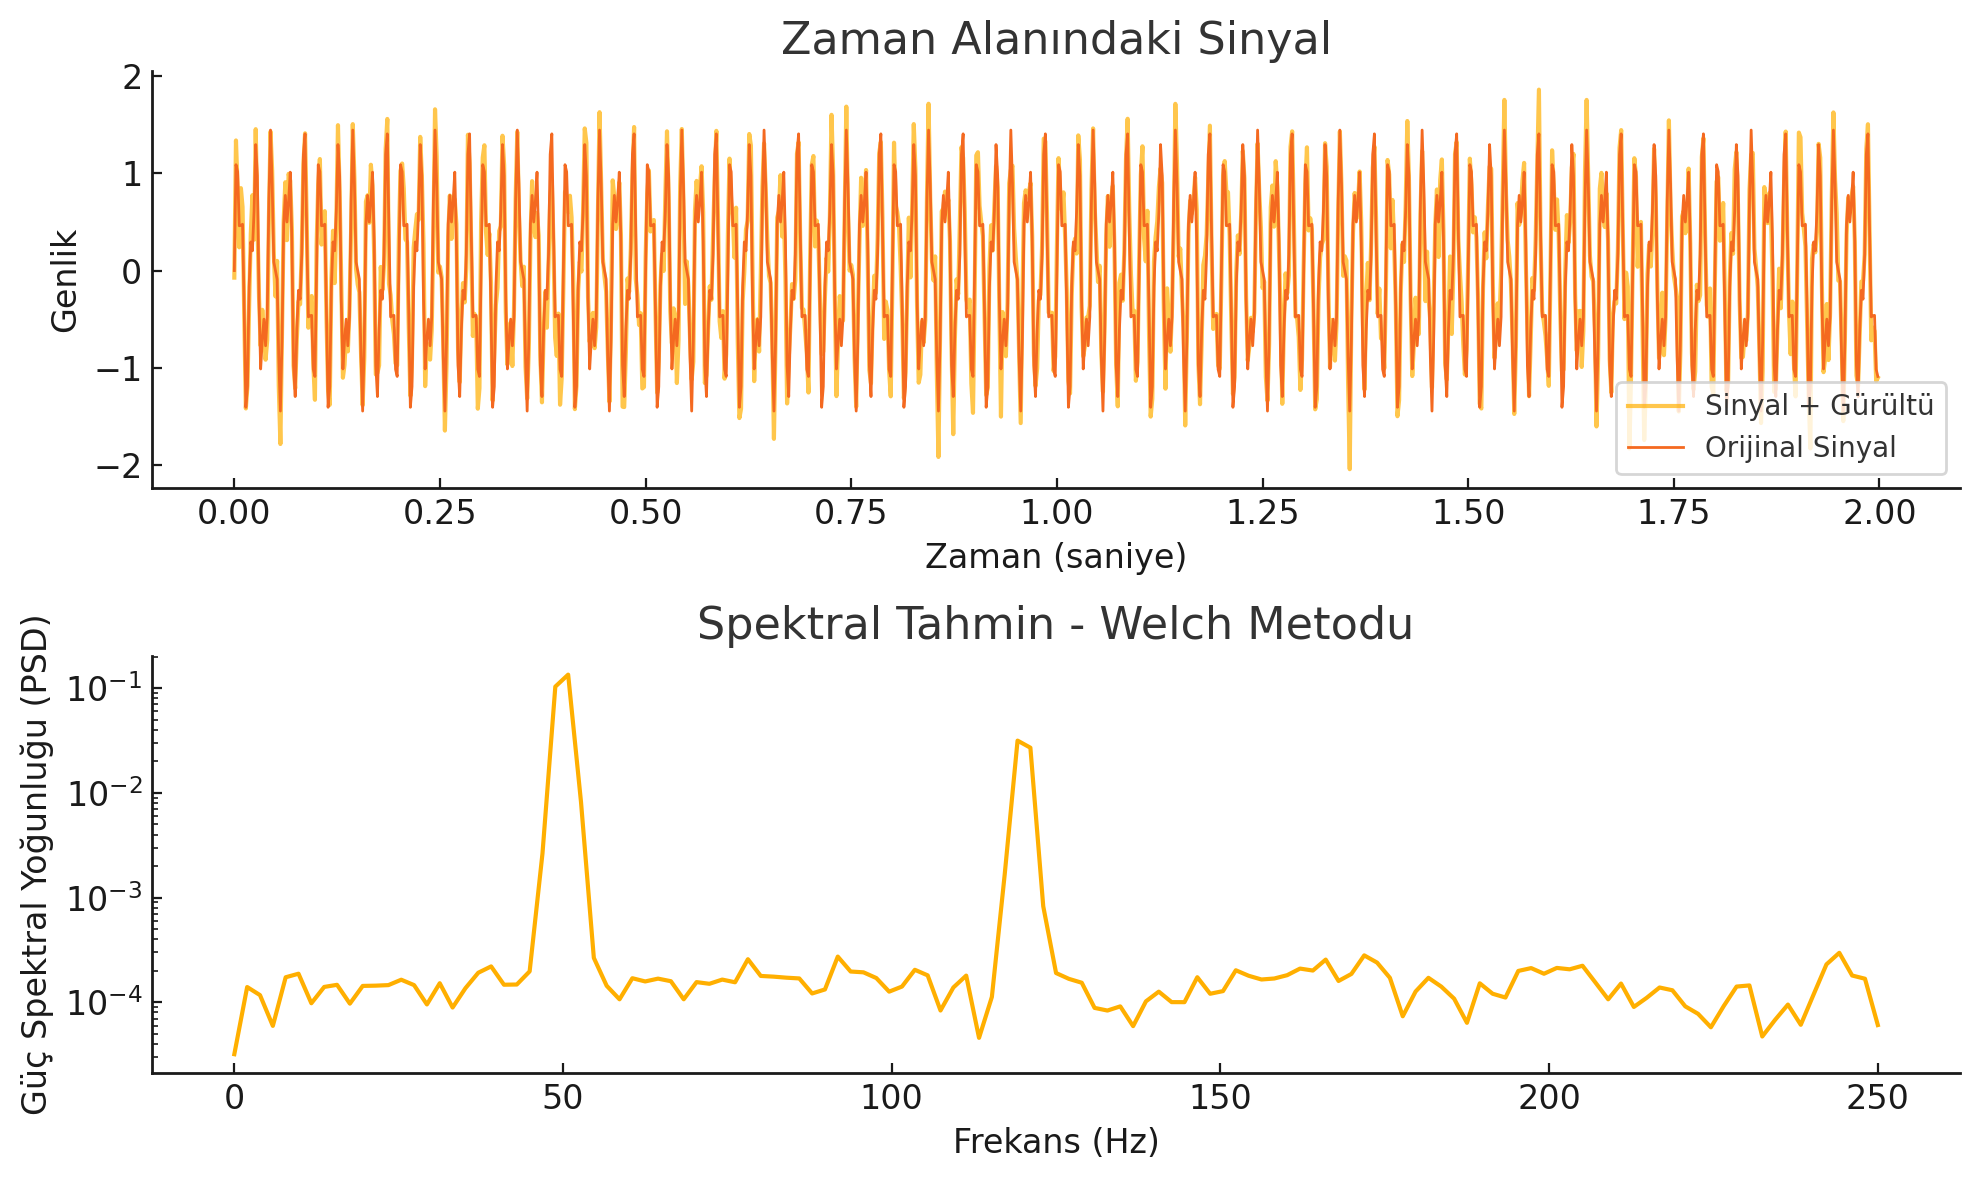 Zaman Alanındaki Sinyal
Genlik
2
1
0
−1
−2
Sinyal + Gürültü
Orijinal Sinyal
0.00 0.25 0.50 0.75 1.00 1.25 1.50 1.75 2.00
Zaman (saniye)
Spektral Tahmin - Welch Metodu
Güç Spektral Yoğunluğu (PSD)
10⁻¹
10⁻²
10⁻³
10⁻⁴
0 50 100 150 200 250
Frekans (Hz)